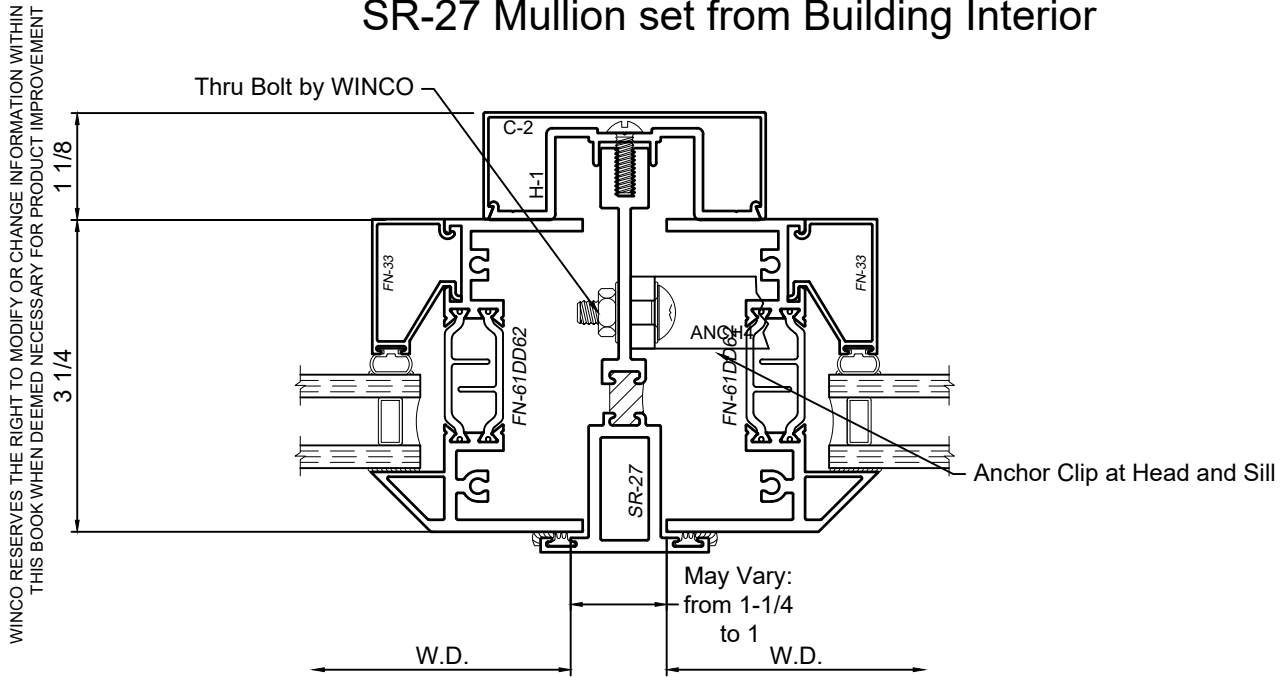 SR-27 Mullion set from Building Interior
WINCO RESERVES THE RIGHT TO MODIFY OR CHANGE INFORMATION WITHIN
THIS BOOK WHEN DEEMED NECESSARY FOR PRODUCT IMPROVEMENT
Thru Bolt by WINCO
C-2
H-1
1 1/8
3 1/4
FN-33
FN-33
FN-61DD62
ANCH4
FN-61DD62
SR-27
Anchor Clip at Head and Sill
May Vary:
from 1-1/4
to 1
W.D.
W.D.